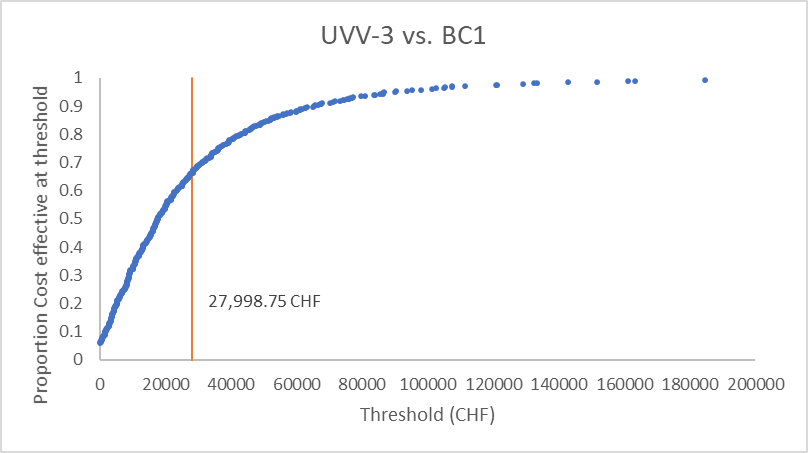 UVV-3 vs. BC1
Proportion Cost effective at threshold
1
0.9
0.8
0.7
0.6
0.5
0.4
0.3
0.2
0.1
0
27,998.75 CHF
0 20000 40000 60000 80000 100000 120000 140000 160000 180000 200000
Threshold (CHF)